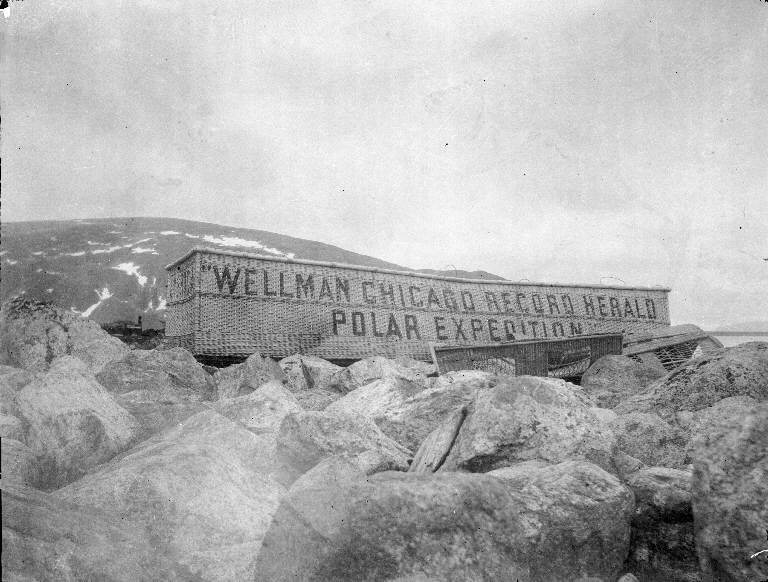 "WELLMAN CHICAGO RECORD HERALD
POLAR EXPEDITION